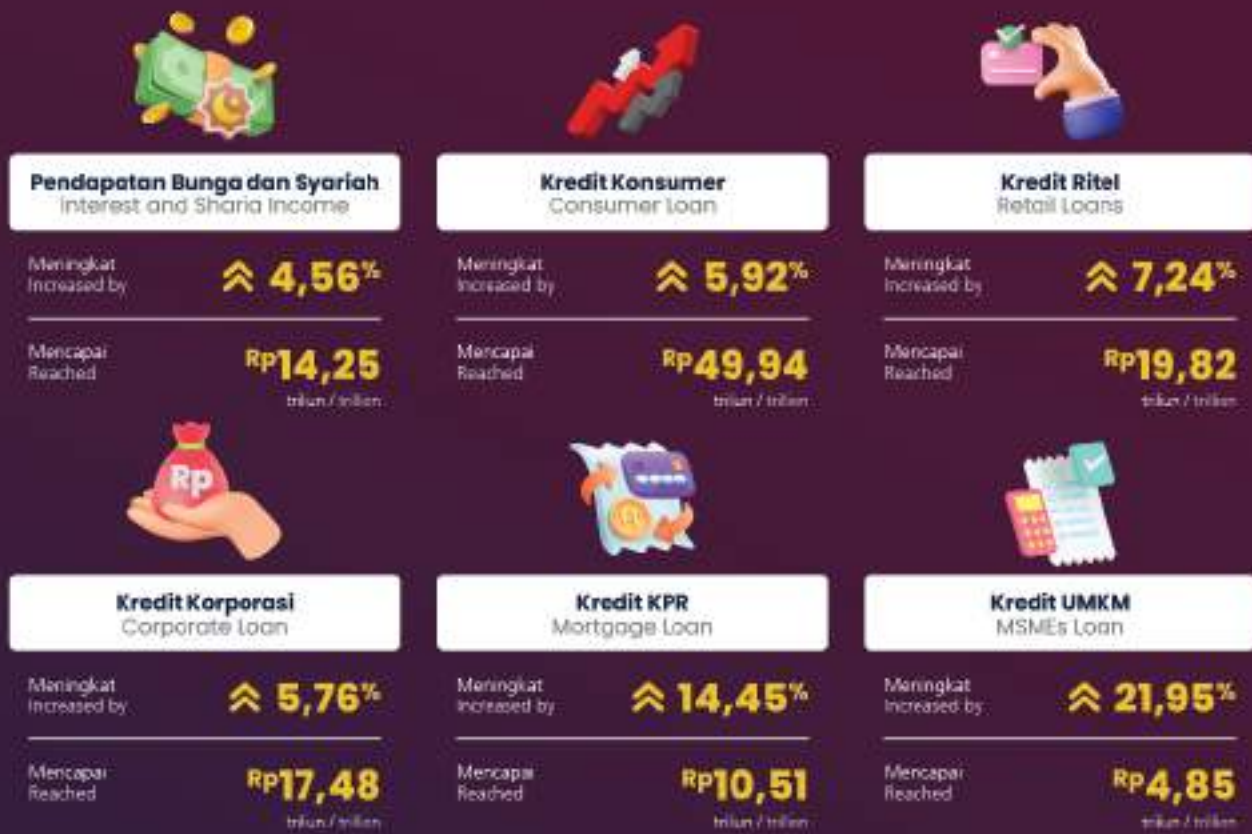 Pendapatan Bunga dan Syariah
Interest and Sharia Income
Meningkat
Increased by
4,56%
Mencapai
Reached
Rp14,25
triliun / trillion
Kredit Konsumer
Consumer Loan
Meningkat
Increased by
5,92%
Mencapai
Reached
Rp49,94
triliun / trillion
Kredit Ritel
Retail Loans
Meningkat
Increased by
7,24%
Mencapai
Reached
Rp19,82
triliun / trillion
Rp
Kredit Korporasi
Corporate Loan
Meningkat
Increased by
5,76%
Mencapai
Reached
Rp17,48
triliun / trillion
Kredit KPR
Mortgage Loan
Meningkat
Increased by
14,45%
Mencapai
Reached
Rp10,51
triliun / trillion
Kredit UMKM
MSMEs Loan
Meningkat
Increased by
21,95%
Mencapai
Reached
Rp4,85
triliun / trillion